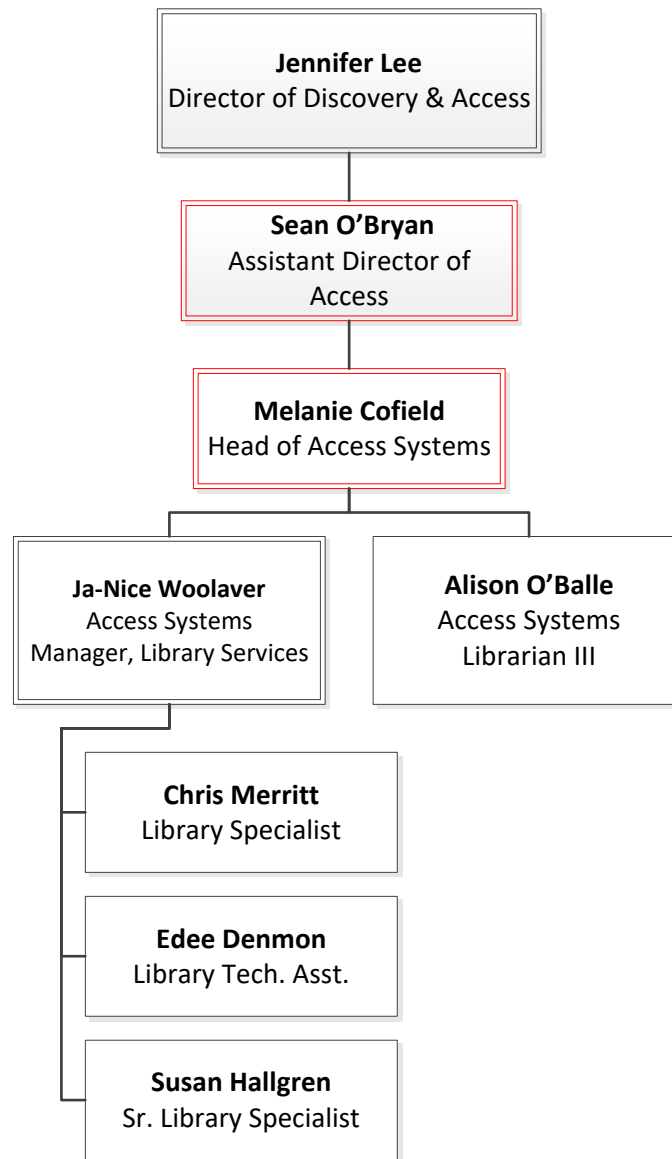 Jennifer Lee
Director of Discovery & Access
Sean O’Bryan
Assistant Director of
Access
Melanie Cofield
Head of Access Systems
Ja-Nice Woolaver
Access Systems
Manager, Library Services
Alison O’Balle
Access Systems
Librarian III
Chris Merritt
Library Specialist
Edee Denmon
Library Tech. Asst.
Susan Hallgren
Sr. Library Specialist